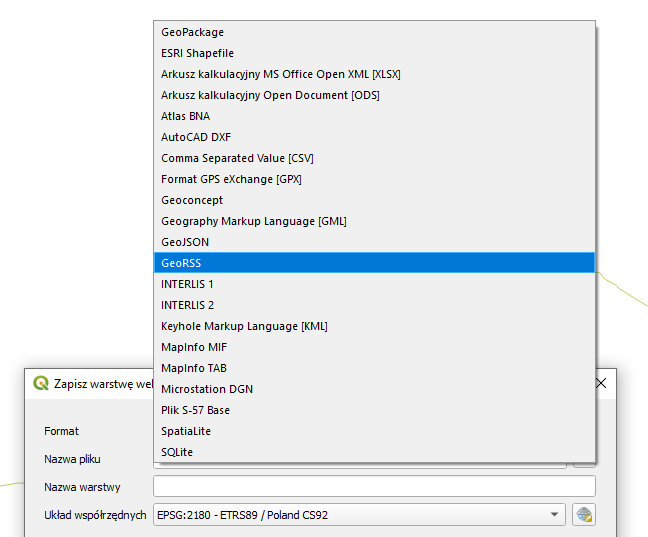 GeoPackage
ESRI Shapefile
Arkusz kalkulacyjny MS Office Open XML [XLSX]
Arkusz kalkulacyjny Open Document [ODS]
Atlas BNA
AutoCAD DXF
Comma Separated Value [CSV]
Format GPS eXchange [GPX]
Geoconcept
Geography Markup Language [GML]
GeoJSON
GeoRSS
INTERLIS 1
INTERLIS 2
Keyhole Markup Language [KML]
MapInfo MIF
MapInfo TAB
Microstation DGN
Plik S-57 Base
SpatiaLite
SQLite
Zapisz warstwę
Format
Nazwa pliku
Nazwa warstwy
Układ współrzędnych EPSG:2180 - ETRS89 / Poland CS92